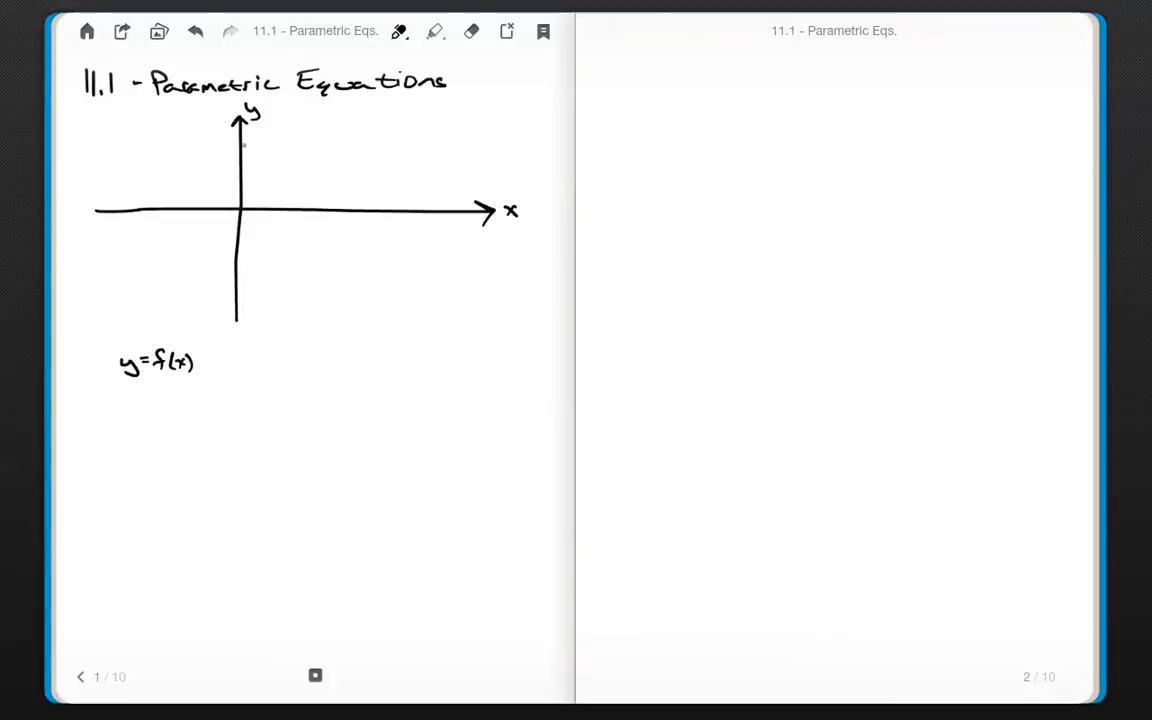 11.1 - Parametric Eqs.
11.1 - Parametric Eqs.
11.1 - Parametric Equations
y
x
y=f(x)
1 / 10
2 / 10